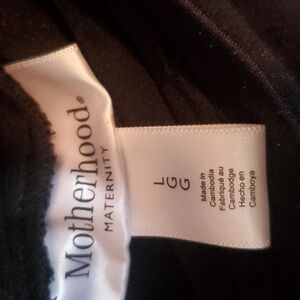 Motherhood®
MATERNITY
L
G
G
Made in
Cambodia
Fabriqué au
Cambodge
Hecho en
Camboya